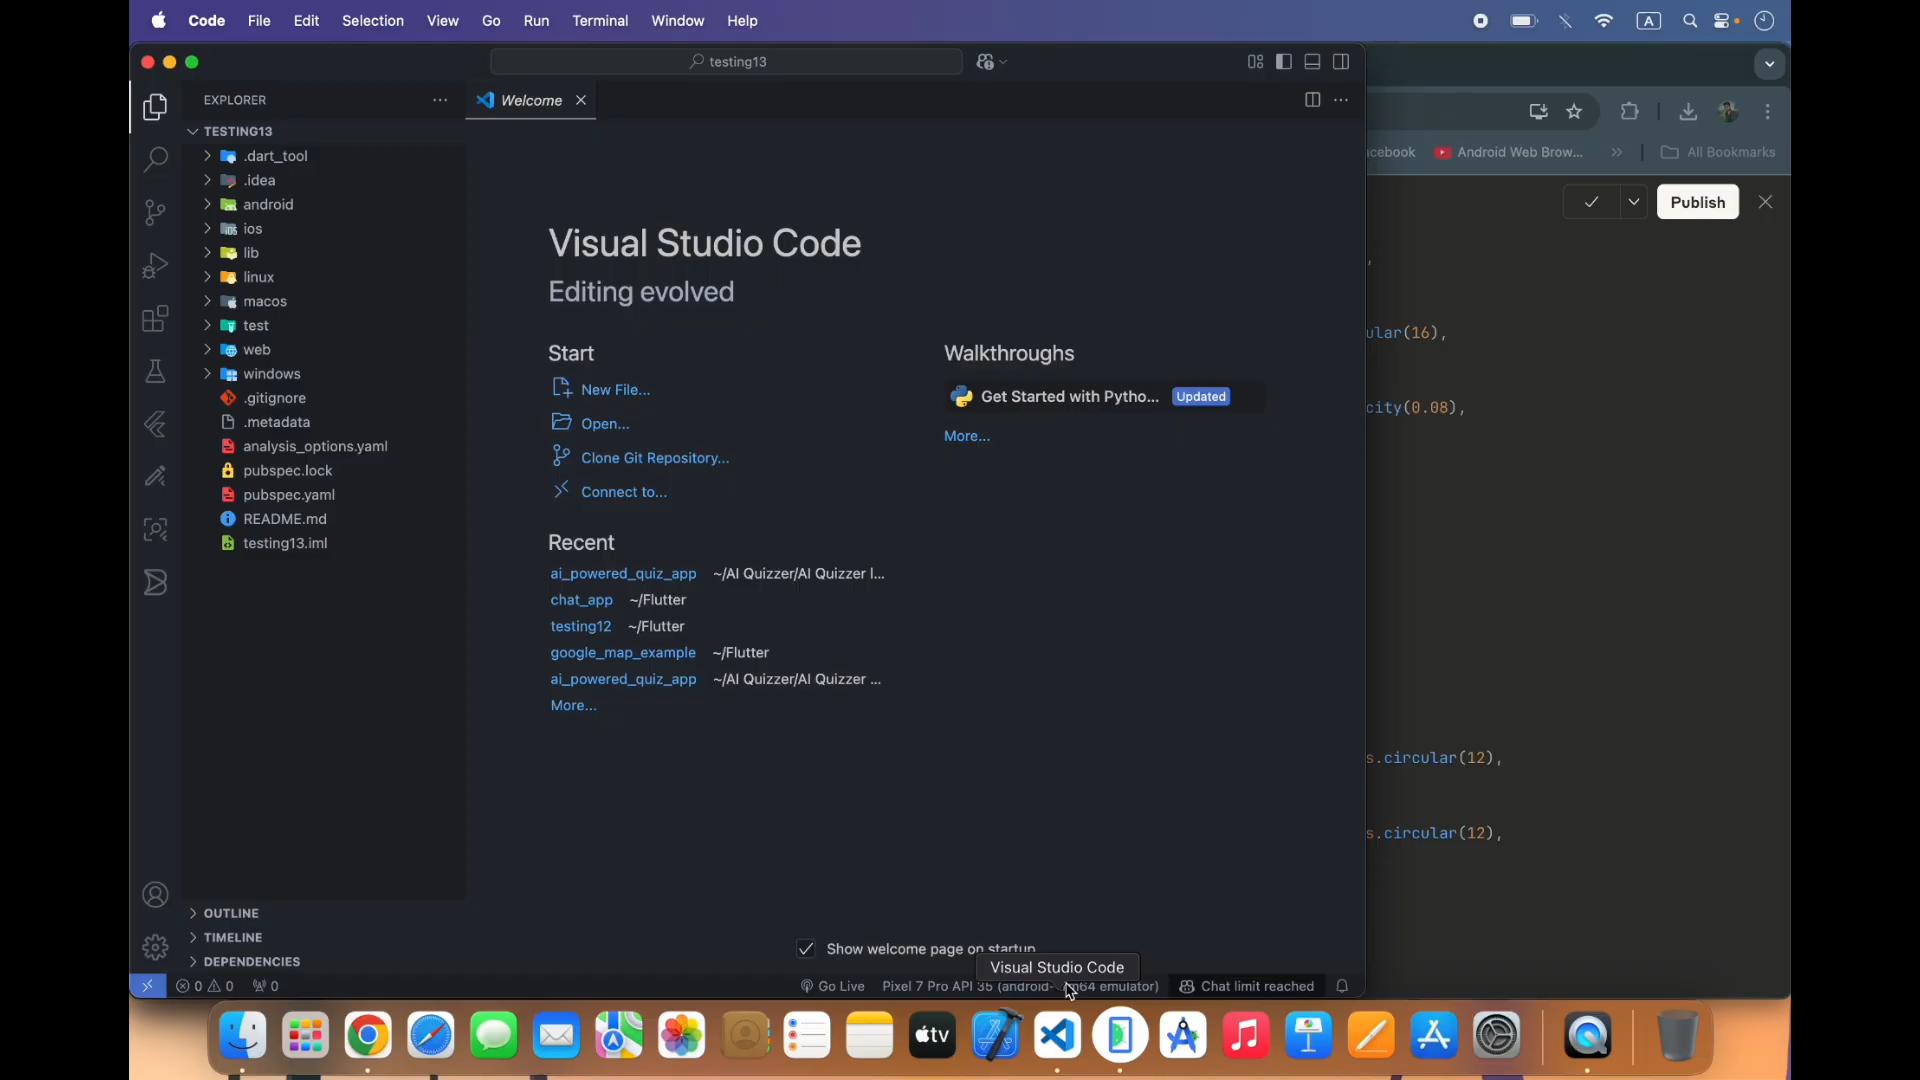 Code File Edit Selection View Go Run Terminal Window Help
A
testing13
EXPLORER
Welcome
TESTING13
.dart_tool
.idea
android
ios
lib
linux
macos
test
web
windows
.gitignore
.metadata
analysis_options.yaml
pubspec.lock
pubspec.yaml
README.md
testing13.iml
OUTLINE
TIMELINE
DEPENDENCIES
Visual Studio Code
Editing evolved
Start
New File...
Open...
Clone Git Repository...
Connect to...
Recent
ai_powered_quiz_app ~/AI Quizzer/AI Quizzer l...
chat_app ~/Flutter
testing12 ~/Flutter
google_map_example ~/Flutter
ai_powered_quiz_app ~/AI Quizzer/AI Quizzer ...
More...
Walkthroughs
Get Started with Pytho... Updated
More...
Show welcome page on startup
Visual Studio Code
0 0 0 Go Live Pixel 7 Pro API 35 (android- m64 emulator) Chat limit reached
cebook Android Web Brow... » All Bookmarks
Publish
,
ular(16),
city(0.08),
s.circular(12),
s.circular(12),
tv